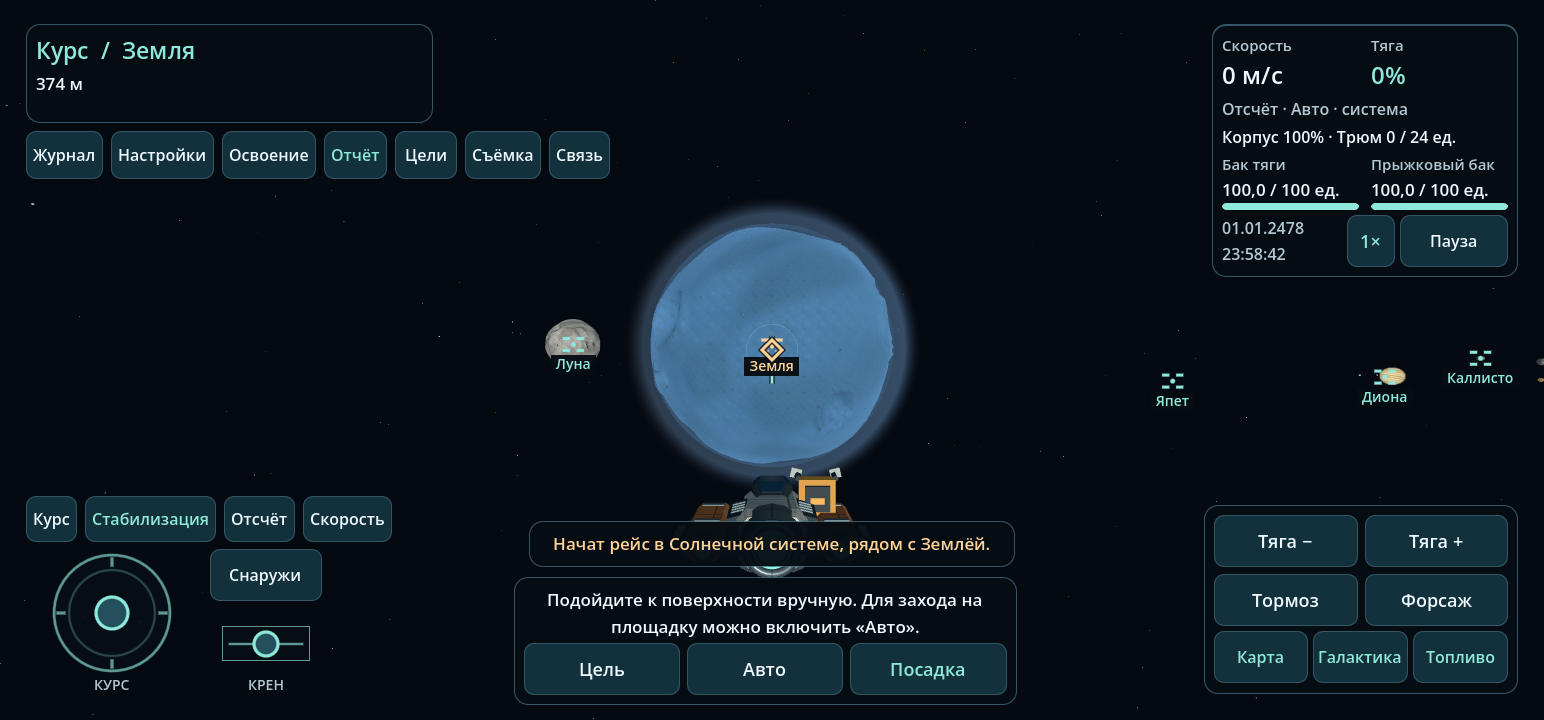 Курс / Земля
374 м
Журнал
Настройки
Освоение
Отчёт
Цели
Съёмка
Связь
Скорость
Тяга
0 м/с
0%
Отсчёт · Авто · система
Корпус 100% · Трюм 0 / 24 ед.
Бак тяги
Прыжковый бак
100,0 / 100 ед.
100,0 / 100 ед.
01.01.2478
23:58:42
1×
Пауза
Луна
Земля
Япет
Диона
Каллисто
Курс
Стабилизация
Отсчёт
Скорость
Снаружи
КУРС
КРЕН
Начат рейс в Солнечной системе, рядом с Землёй.
Подойдите к поверхности вручную. Для захода на
площадку можно включить «Авто».
Цель
Авто
Посадка
Тяга −
Тяга +
Тормоз
Форсаж
Карта
Галактика
Топливо